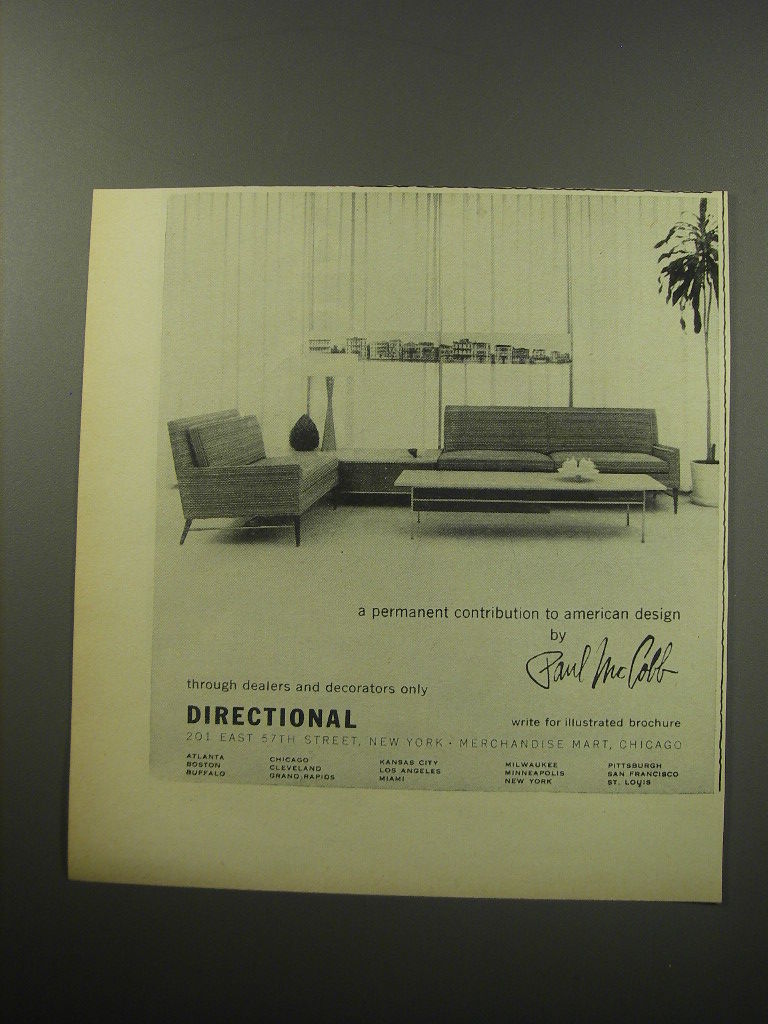 a permanent contribution to american design
by
Paul McCobb
through dealers and decorators only
DIRECTIONAL
write for illustrated brochure
201 EAST 57TH STREET, NEW YORK · MERCHANDISE MART, CHICAGO
ATLANTA
BOSTON
BUFFALO
CHICAGO
CLEVELAND
GRAND RAPIDS
KANSAS CITY
LOS ANGELES
MIAMI
MILWAUKEE
MINNEAPOLIS
NEW YORK
PITTSBURGH
SAN FRANCISCO
ST. LOUIS